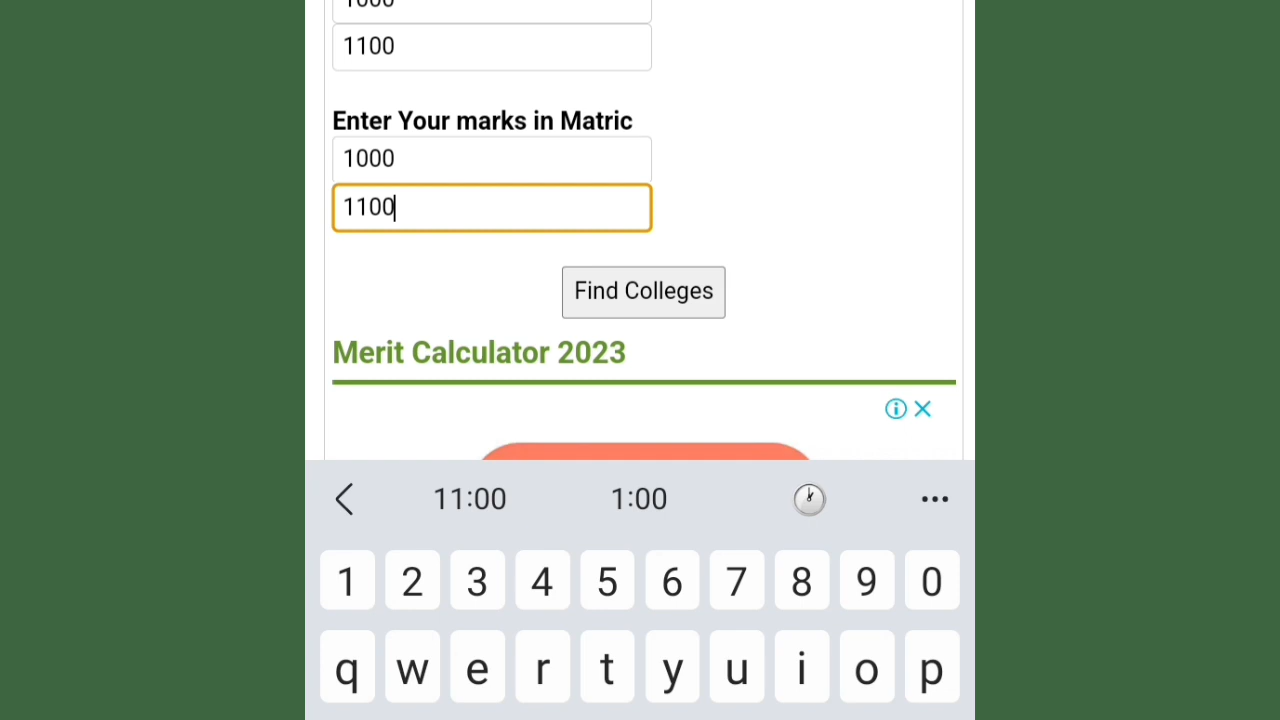 1000
1100
Enter Your marks in Matric
1000
1100
Find Colleges
Merit Calculator 2023
11:00 1:00
1 2 3 4 5 6 7 8 9 0
q w e r t y u i o p